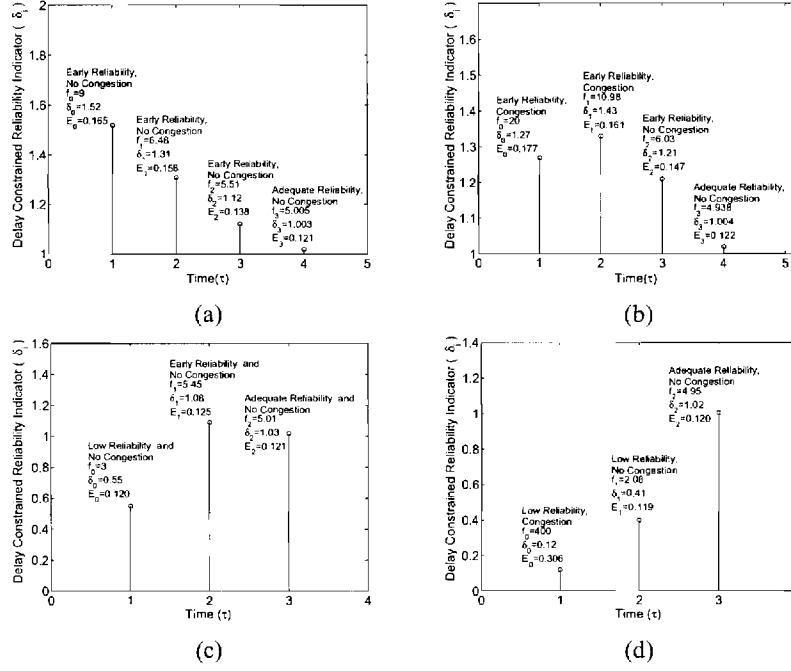 Delay Constrained Reliability Indicator ( δi )
2
1.8
1.6
1.4
1.2
1
Early Reliability,
No Congestion
f0=9
δ0=1.52
E0=0.165
Early Reliability,
No Congestion
f1=6.48
δ1=1.31
E1=0.158
Early Reliability,
No Congestion
f2=5.51
δ2=1.12
E2=0.138
Adequate Reliability,
No Congestion
f3=5.005
δ3=1.003
E3=0.121
0 1 2 3 4 5
Time(τ)
(a)
Delay Constrained Reliability Indicator ( δi )
1.7
1.6
1.5
1.4
1.3
1.2
1.1
1
Early Reliability,
Congestion
f0=20
δ0=1.27
E0=0.177
Early Reliability,
Congestion
f1=10.98
δ1=1.43
E1=0.161
Early Reliability,
No Congestion
f2=6.03
δ2=1.21
E2=0.147
Adequate Reliability,
No Congestion
f3=4.938
δ3=1.004
E3=0.122
0 1 2 3 4 5
Time(τ)
(b)
Delay Constrained Reliability Indicator ( δi )
1.6
1.4
1.2
1
0.8
0.6
0.4
0.2
0
Low Reliability and
No Congestion
f0=3
δ0=0.55
E0=0.120
Early Reliability and
No Congestion
f1=5.45
δ1=1.08
E1=0.125
Adequate Reliability and
No Congestion
f2=5.01
δ2=1.03
E2=0.121
0 1 2 3 4
Time (τ)
(c)
Delay Constrained Reliability Indicator ( δi )
1.4
1.2
1
0.8
0.6
0.4
0.2
0
Low Reliability,
Congestion
f0=400
δ0=0.12
E0=0.306
Low Reliability,
No Congestion
f1=2.08
δ1=0.41
E1=0.119
Adequate Reliability,
No Congestion
f2=4.95
δ2=1.02
E2=0.120
0 1 2 3
Time (τ)
(d)